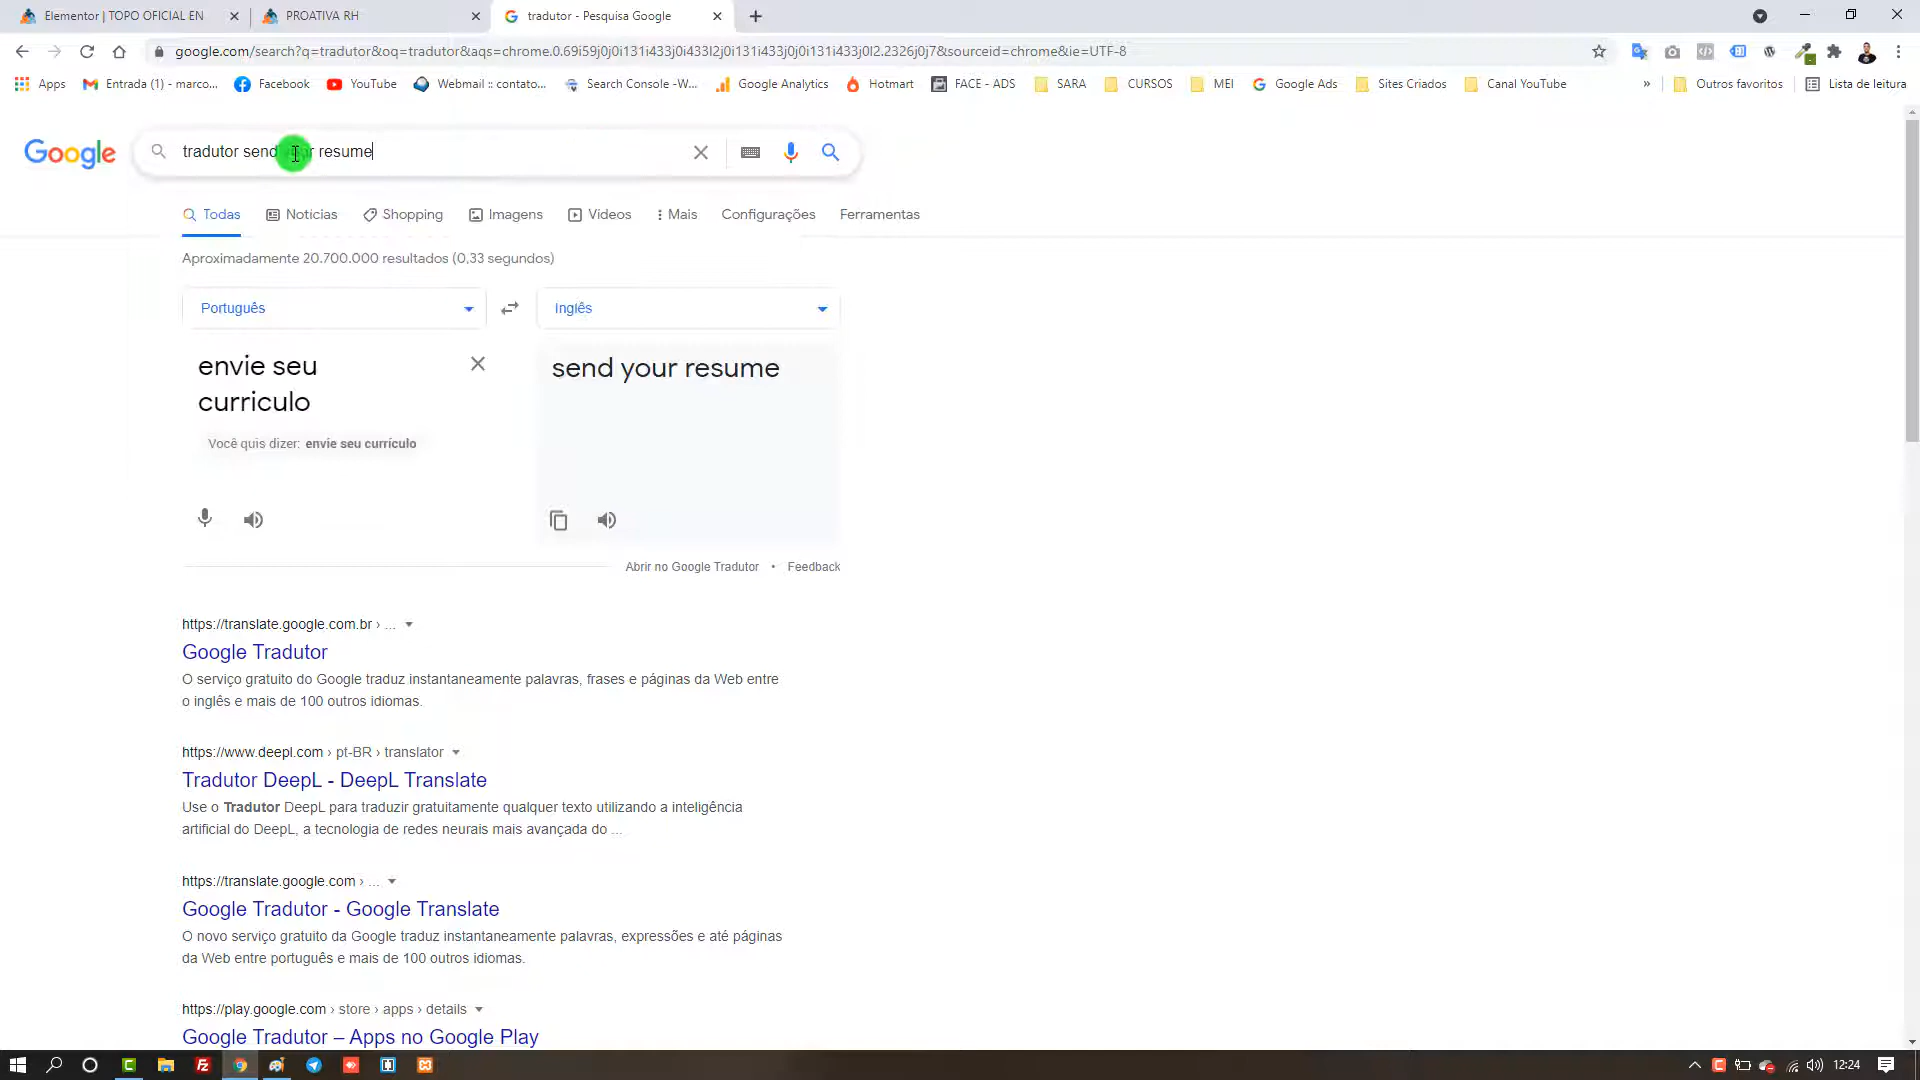 Elementor | TOPO OFICIAL EN
PROATIVA RH
tradutor - Pesquisa Google
google.com/search?q=tradutor&oq=tradutor&aqs=chrome.0.69i59j0j0i131i433j0i433l2j0i131i433j0j0i131i433j0l2.2326j0j7&sourceid=chrome&ie=UTF-8
Apps
Entrada (1) - marco...
Facebook
YouTube
Webmail :: contato...
Search Console -W...
Google Analytics
Hotmart
FACE - ADS
SARA
CURSOS
MEI
Google Ads
Sites Criados
Canal YouTube
»
Outros favoritos
Lista de leitura
Google
tradutor send your resume
Todas
Notícias
Shopping
Imagens
Vídeos
Mais
Configurações
Ferramentas
Aproximadamente 20.700.000 resultados (0,33 segundos)
Português
Inglês
envie seu
curriculo
send your resume
Você quis dizer: envie seu currículo
Abrir no Google Tradutor • Feedback
https://translate.google.com.br › ...
Google Tradutor
O serviço gratuito do Google traduz instantaneamente palavras, frases e páginas da Web entre
o inglês e mais de 100 outros idiomas.
https://www.deepl.com › pt-BR › translator
Tradutor DeepL - DeepL Translate
Use o Tradutor DeepL para traduzir gratuitamente qualquer texto utilizando a inteligência
artificial do DeepL, a tecnologia de redes neurais mais avançada do ...
https://translate.google.com › ...
Google Tradutor - Google Translate
O novo serviço gratuito da Google traduz instantaneamente palavras, expressões e até páginas
da Web entre português e mais de 100 outros idiomas.
https://play.google.com › store › apps › details
Google Tradutor – Apps no Google Play
12:24